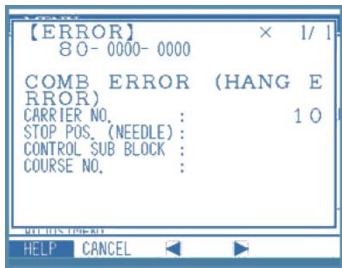 [ERROR] × 1/ 1
80- 0000- 0000
COMB ERROR (HANG E
RROR)
CARRIER NO. : 10
STOP POS. (NEEDLE) :
CONTROL SUB BLOCK :
COURSE NO. :
HELP CANCEL ◀ ▶